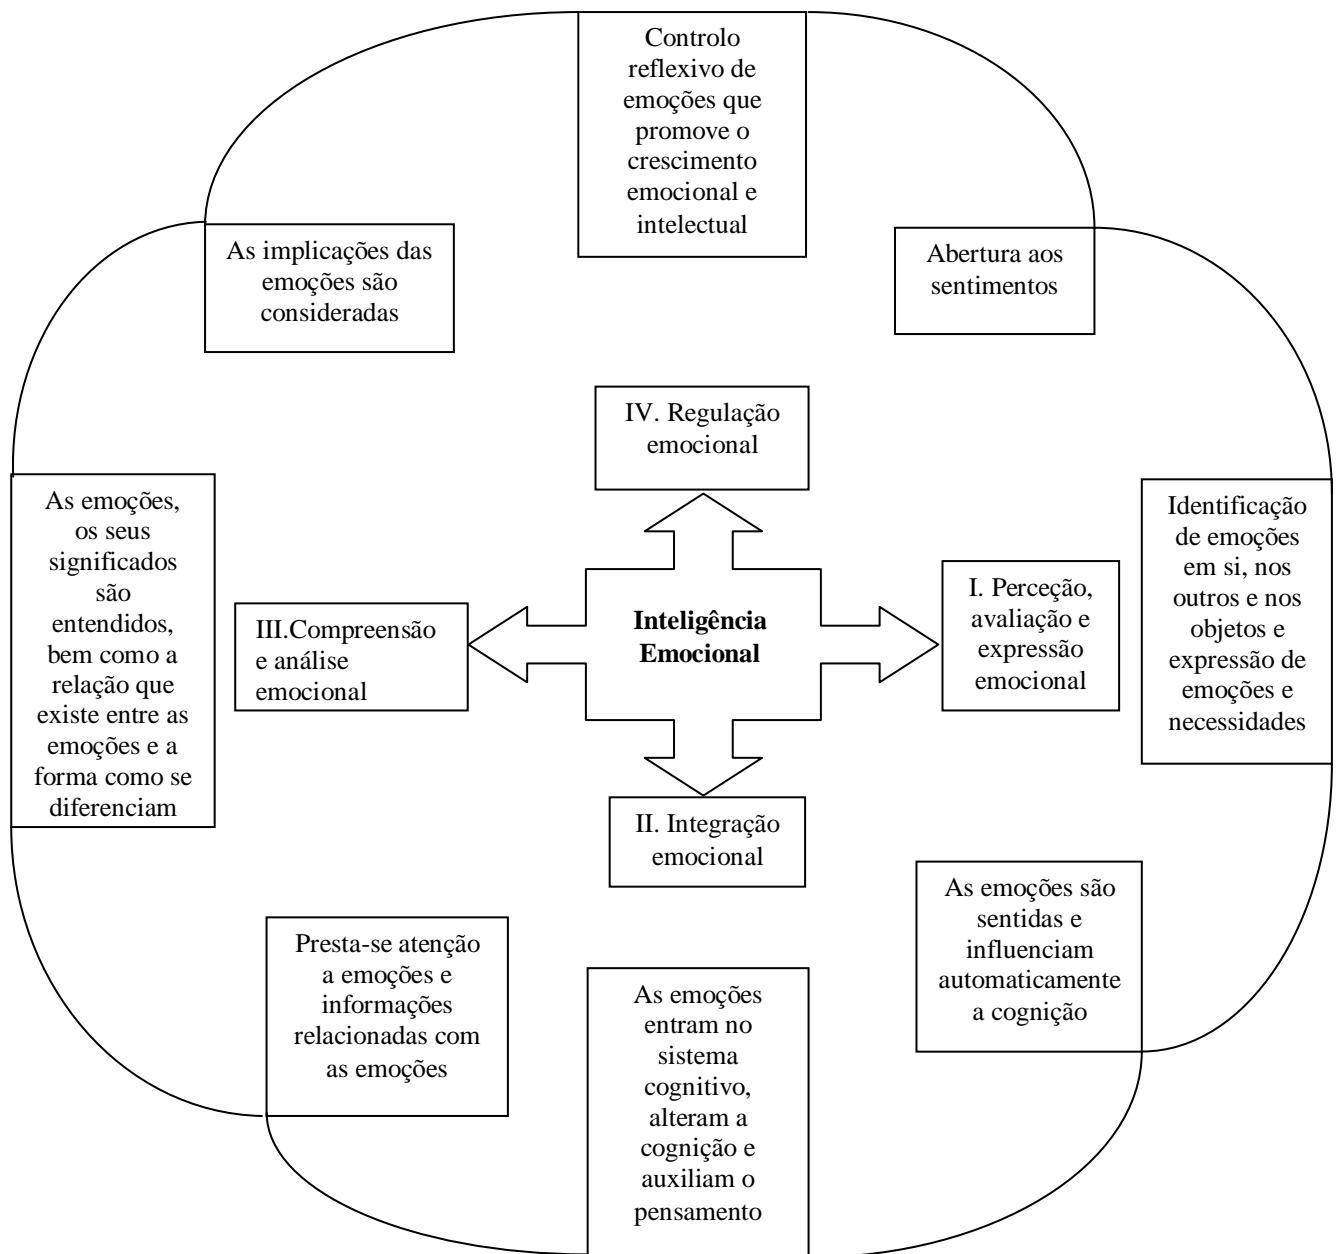 Controlo
reflexivo de
emoções que
promove o
crescimento
emocional e
intelectual
As implicações das
emoções são
consideradas
Abertura aos
sentimentos
IV. Regulação
emocional
As emoções,
os seus
significados
são
entendidos,
bem como a
relação que
existe entre as
emoções e a
forma como se
diferenciam
III.Compreensão
e análise
emocional
Inteligência
Emocional
I. Perceção,
avaliação e
expressão
emocional
Identificação
de emoções
em si, nos
outros e nos
objetos e
expressão de
emoções e
necessidades
II. Integração
emocional
As emoções são
sentidas e
influenciam
automaticamente
a cognição
Presta-se atenção
a emoções e
informações
relacionadas com
as emoções
As emoções
entram no
sistema
cognitivo,
alteram a
cognição e
auxiliam o
pensamento